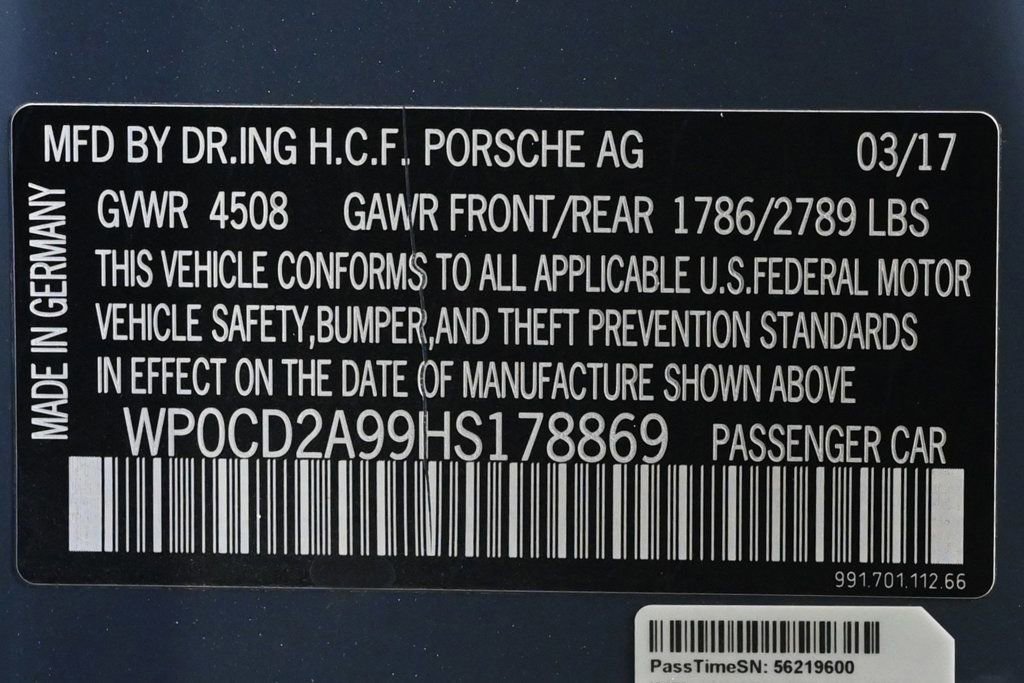 MFD BY DR.ING H.C.F. PORSCHE AG 03/17
GVWR 4508 GAWR FRONT/REAR 1786/2789 LBS
THIS VEHICLE CONFORMS TO ALL APPLICABLE U.S.FEDERAL MOTOR
VEHICLE SAFETY,BUMPER,AND THEFT PREVENTION STANDARDS
IN EFFECT ON THE DATE OF MANUFACTURE SHOWN ABOVE
WP0CD2A99HS178869 PASSENGER CAR
MADE IN GERMANY
991.701.112.66
PassTimeSN: 56219600